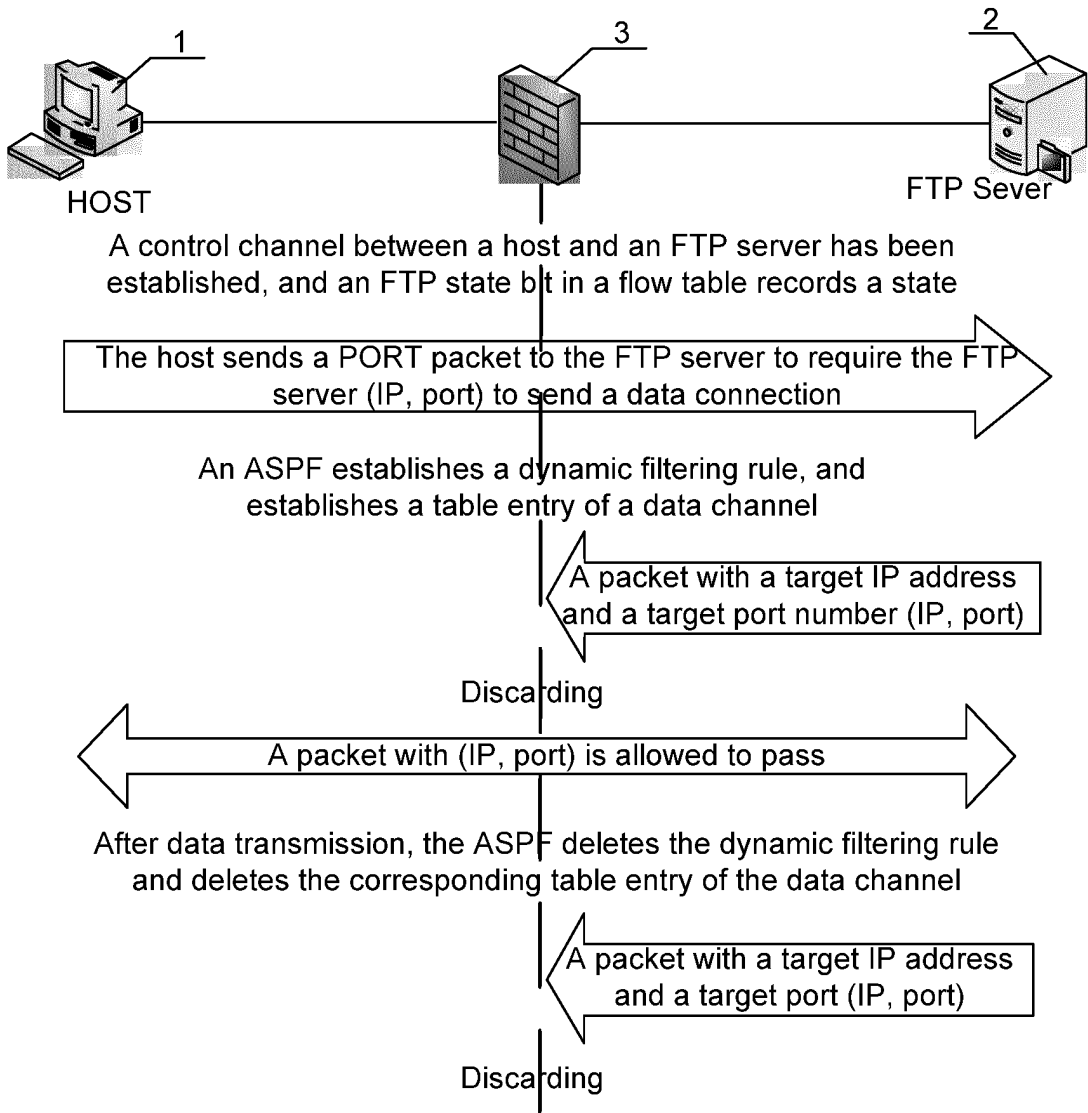 1
3
2
HOST
FTP Sever
A control channel between a host and an FTP server has been
established, and an FTP state bit in a flow table records a state
The host sends a PORT packet to the FTP server to require the FTP
server (IP, port) to send a data connection
An ASPF establishes a dynamic filtering rule, and
establishes a table entry of a data channel
A packet with a target IP address
and a target port number (IP, port)
Discarding
A packet with (IP, port) is allowed to pass
After data transmission, the ASPF deletes the dynamic filtering rule
and deletes the corresponding table entry of the data channel
A packet with a target IP address
and a target port (IP, port)
Discarding